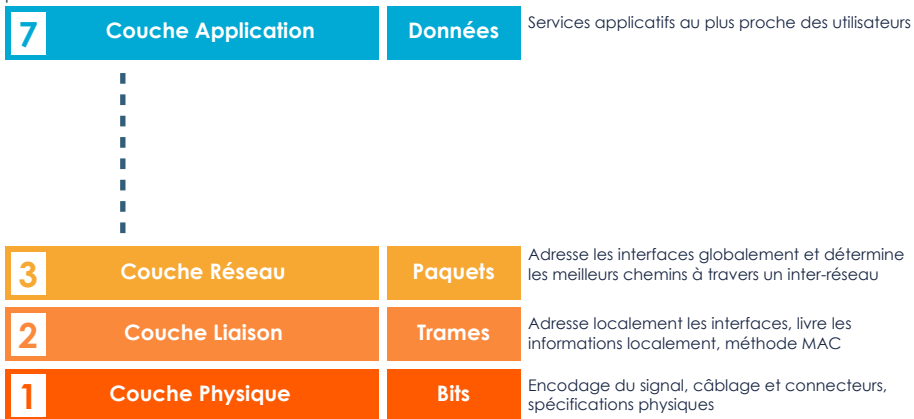 7 Couche Application Données Services applicatifs au plus proche des utilisateurs
3 Couche Réseau Paquets Adresse les interfaces globalement et détermine
les meilleurs chemins à travers un inter-réseau
2 Couche Liaison Trames Adresse localement les interfaces, livre les
informations localement, méthode MAC
1 Couche Physique Bits Encodage du signal, câblage et connecteurs,
spécifications physiques